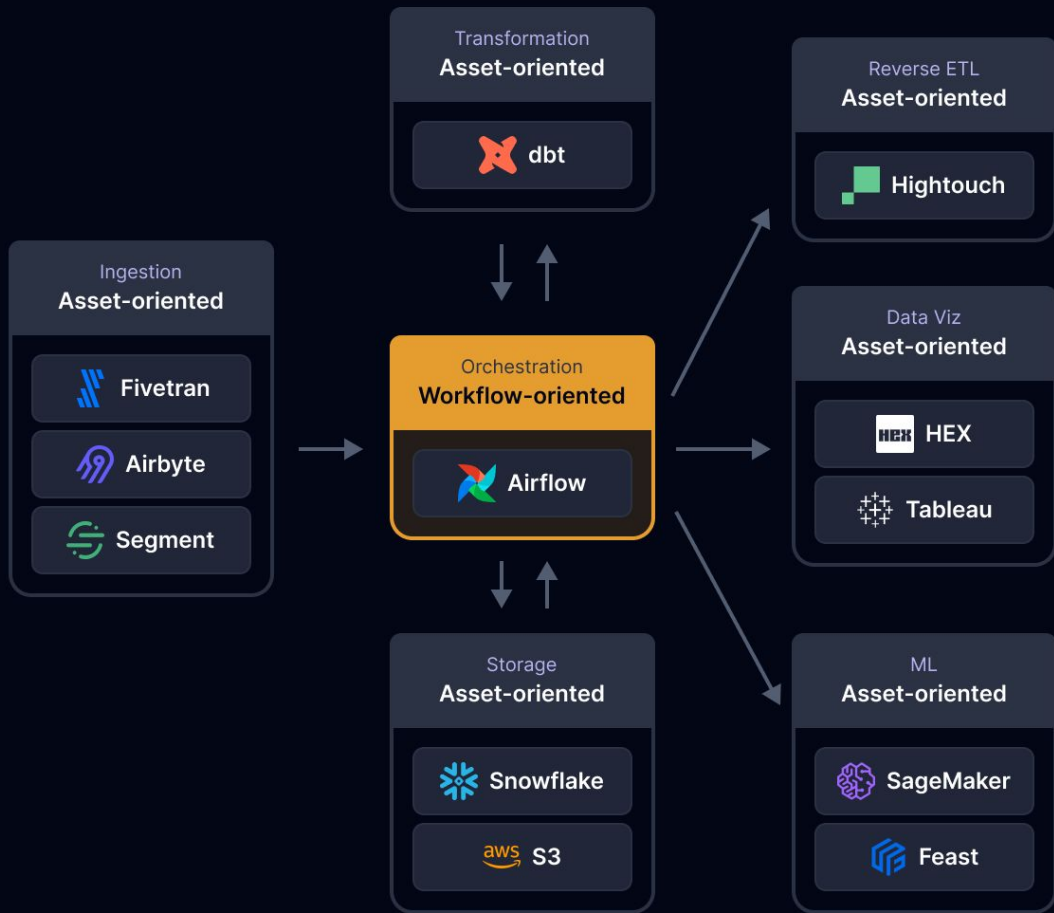 Transformation
Asset-oriented
dbt
Reverse ETL
Asset-oriented
Hightouch
Ingestion
Asset-oriented
Fivetran
Airbyte
Segment
Orchestration
Workflow-oriented
Airflow
Data Viz
Asset-oriented
HEX HEX
Tableau
Storage
Asset-oriented
Snowflake
aws S3
ML
Asset-oriented
SageMaker
Feast